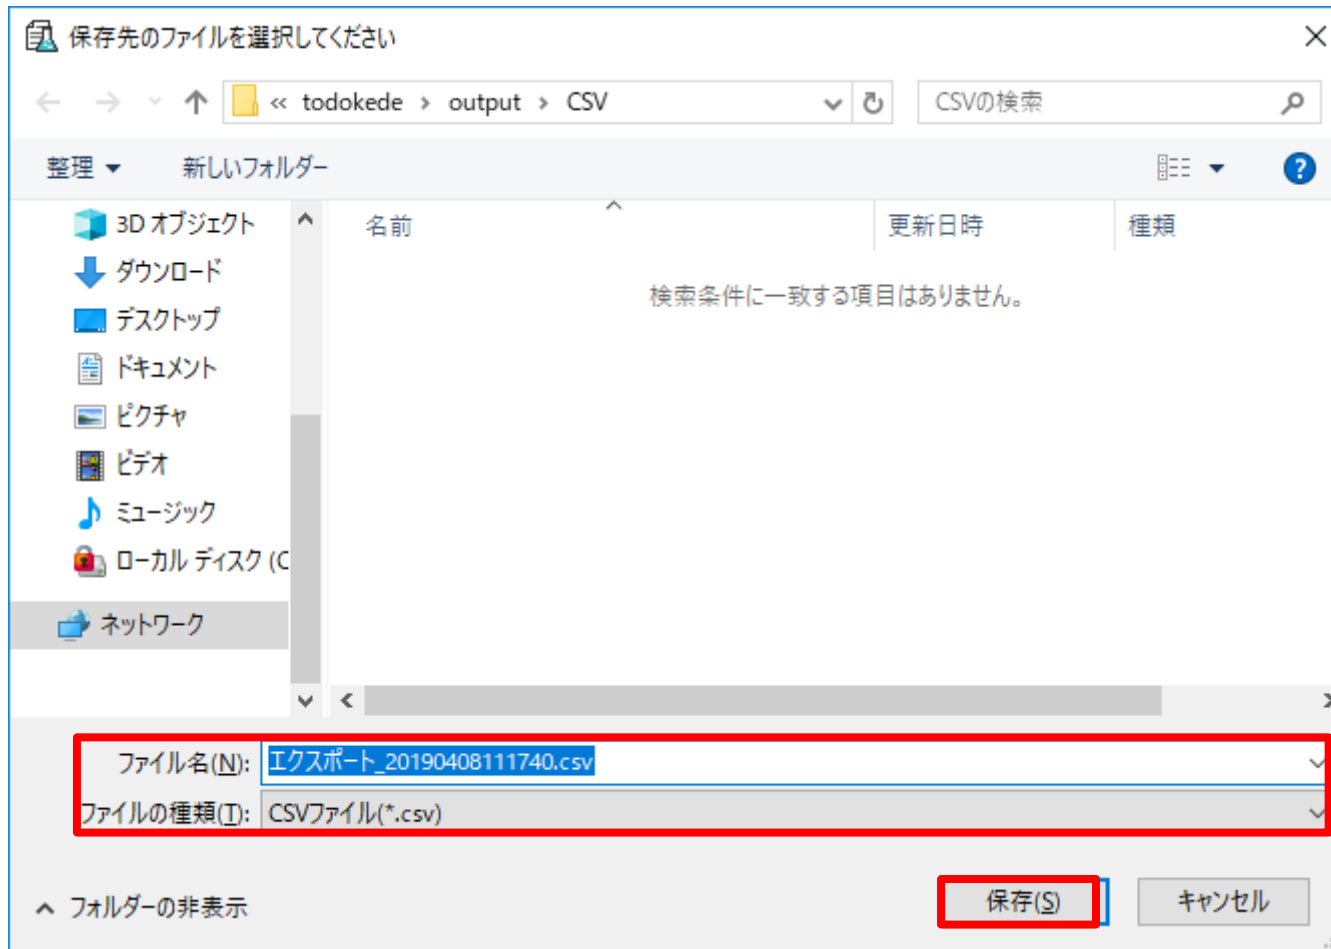 保存先のファイルを選択してください
« todokede › output › CSV
CSVの検索
整理 新しいフォルダー
名前 更新日時 種類
検索条件に一致する項目はありません。
3D オブジェクト
ダウンロード
デスクトップ
ドキュメント
ピクチャ
ビデオ
ミュージック
ローカル ディスク (C
ネットワーク
ファイル名(N): エクスポート_20190408111740.csv
ファイルの種類(T): CSVファイル(*.csv)
フォルダーの非表示 保存(S) キャンセル